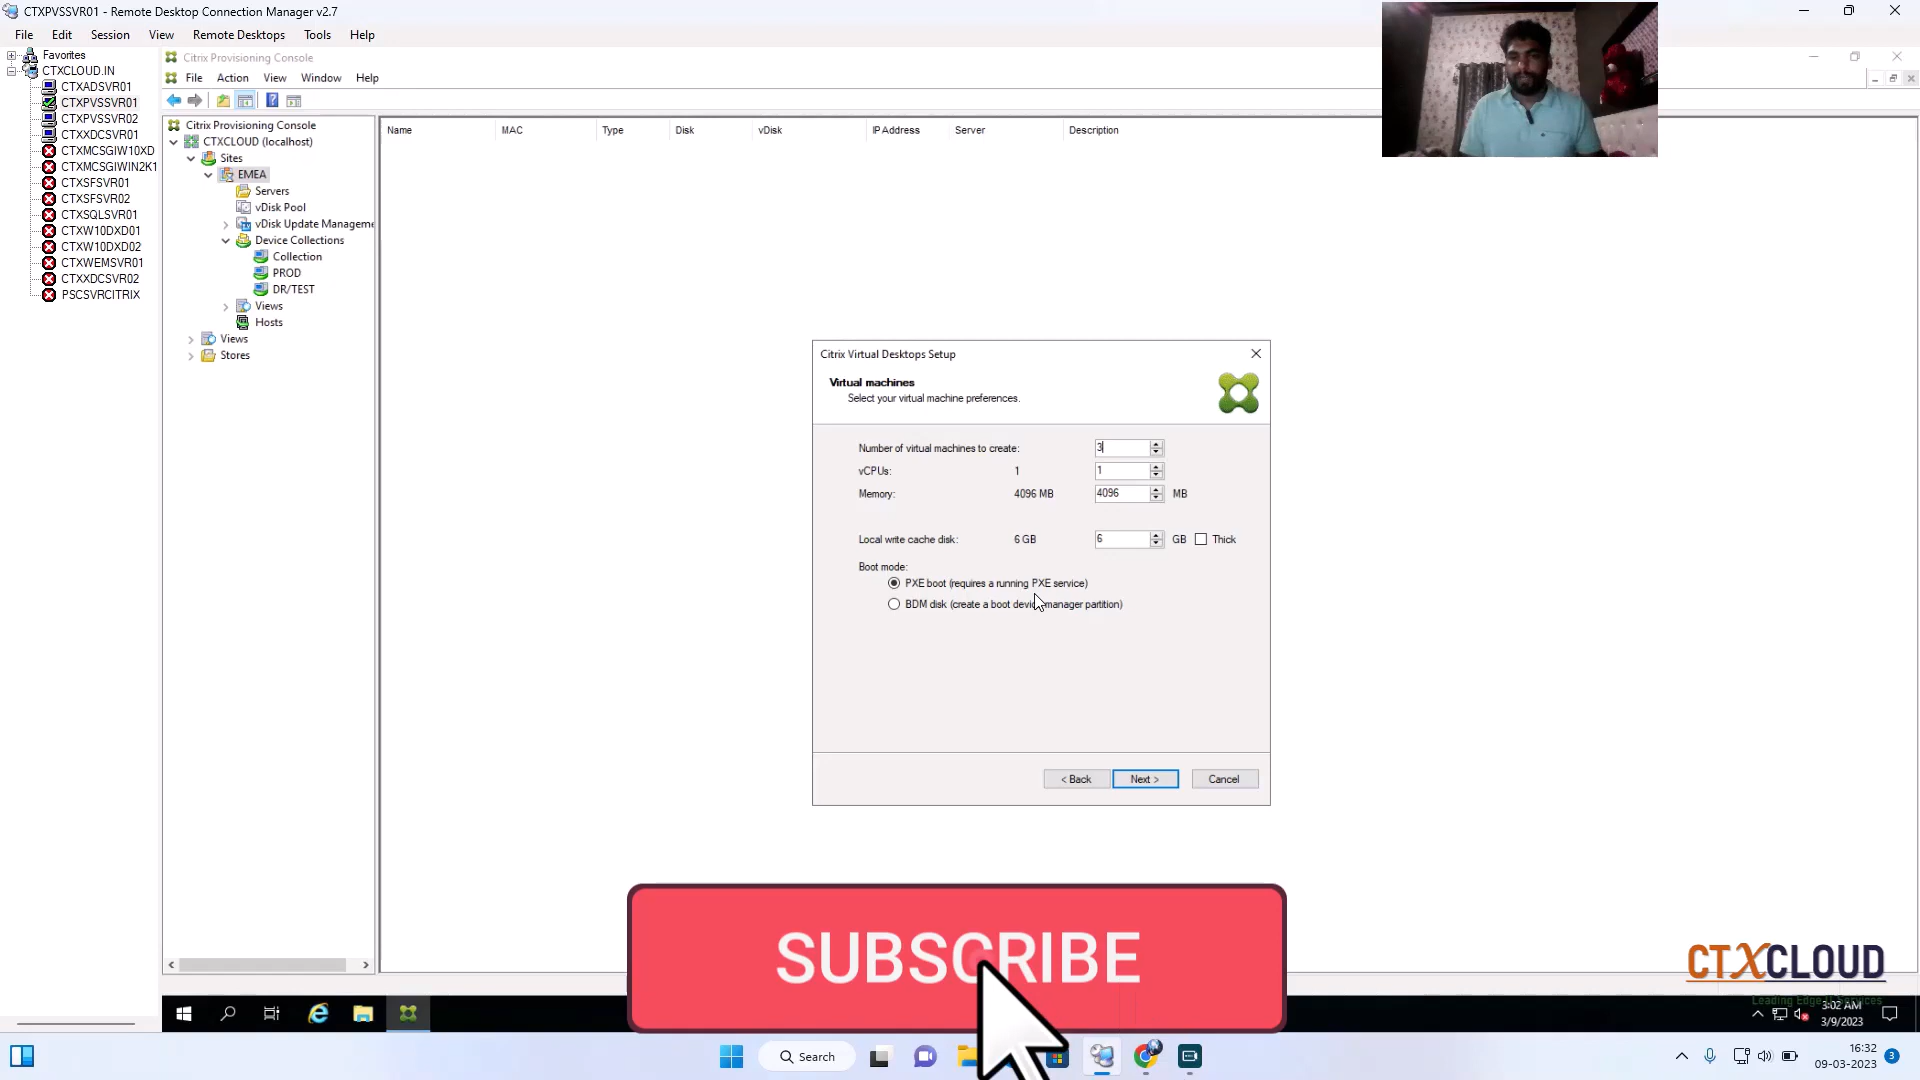 CTXPVSSVR01 - Remote Desktop Connection Manager v2.7
File Edit Session View Remote Desktops Tools Help
Favorites
CTXCLOUD.IN
CTXADSVR01
CTXPVSSVR01
CTXPVSSVR02
CTXXDCSVR01
CTXMCSGIW10XD
CTXMCSGIWIN2K1
CTXSFSVR01
CTXSFSVR02
CTXSQLSVR01
CTXW10DXD01
CTXW10DXD02
CTXWEMSVR01
CTXXDCSVR02
PSCSVRCITRIX
Citrix Provisioning Console
File Action View Window Help
Citrix Provisioning Console
CTXCLOUD (localhost)
Sites
EMEA
Servers
vDisk Pool
vDisk Update Manageme
Device Collections
Collection
PROD
DR/TEST
Views
Hosts
Views
Stores
Name MAC Type Disk vDisk IP Address Server Description
Citrix Virtual Desktops Setup
Virtual machines
Select your virtual machine preferences.
Number of virtual machines to create: 3
vCPUs: 1 1
Memory: 4096 MB 4096 MB
Local write cache disk: 6 GB 6 GB Thick
Boot mode:
PXE boot (requires a running PXE service)
BDM disk (create a boot device manager partition)
< Back Next > Cancel
SUBSCRIBE
CTXCLOUD
Leading Edge IT Services
3:02 AM
3/9/2023
Search
16:32
09-03-2023
3